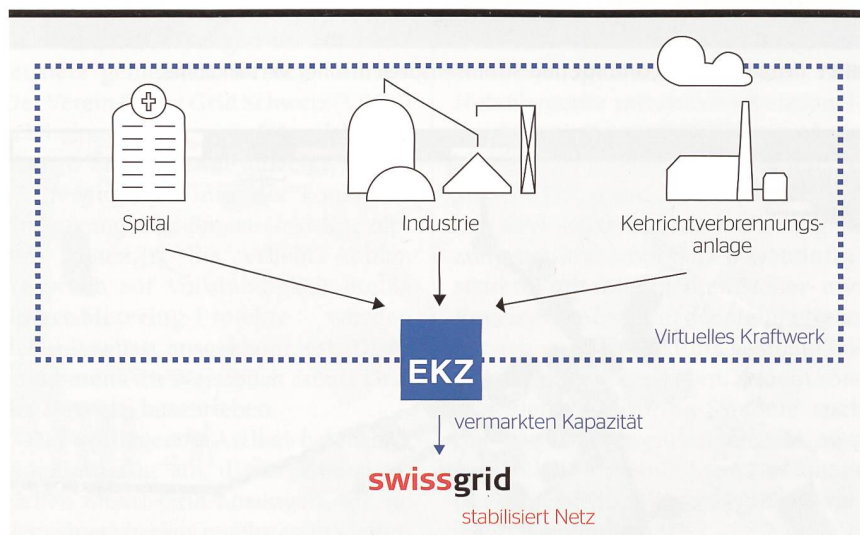 Spital
Industrie
Kehrichtverbrennungs-
anlage
Virtuelles Kraftwerk
EKZ
vermarkten Kapazität
swissgrid
stabilisiert Netz